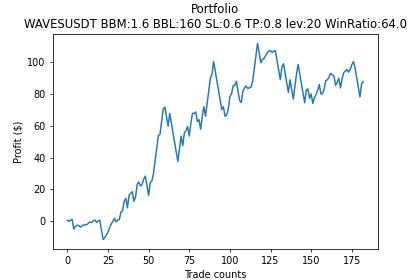 Portfolio
WAVESUSDT BBM:1.6 BBL:160 SL:0.6 TP:0.8 lev:20 WinRatio:64.0
100
80
60
40
20
0
Profit ($)
0 25 50 75 100 125 150 175
Trade counts